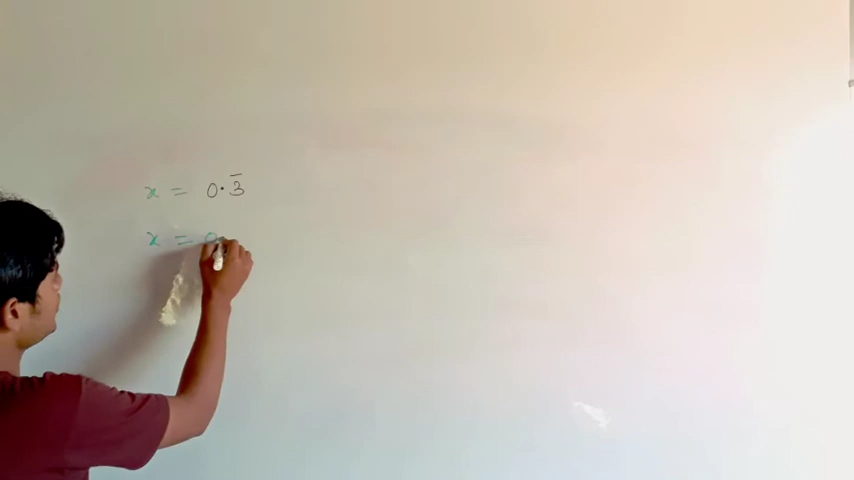 x = 0.3̅
x = 0